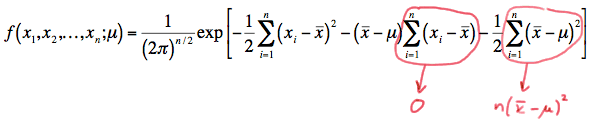 f(x₁,x₂,…,xₙ;μ) = 1/(2π)^{n/2} exp[-1/2 ∑_{i=1}^{n}(xᵢ - x̄)² - (x̄ - μ)∑_{i=1}^{n}(xᵢ - x̄) - 1/2 ∑_{i=1}^{n}(x̄ - μ)²]
0 n(x̄-μ)²